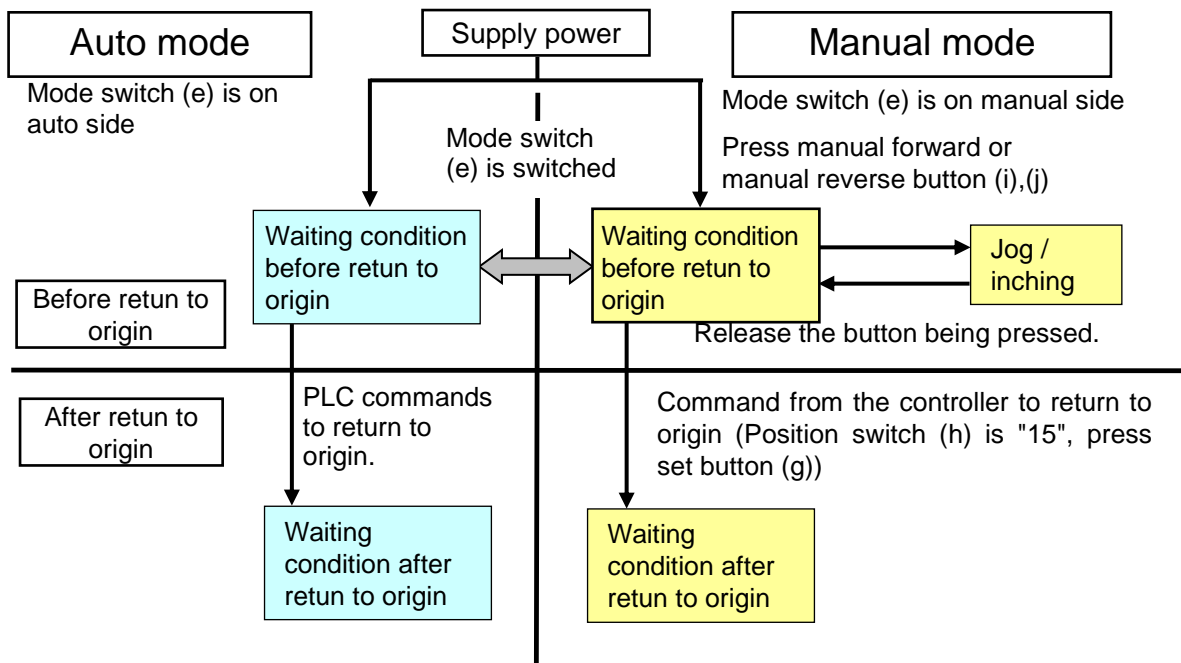 Auto mode
Supply power
Manual mode
Mode switch (e) is on
auto side
Mode switch
(e) is switched
Mode switch (e) is on manual side
Press manual forward or
manual reverse button (i),(j)
Waiting condition
before retun to
origin
Waiting condition
before retun to
origin
Jog /
inching
Before retun to
origin
Release the button being pressed.
After retun to
origin
PLC commands
to return to
origin.
Command from the controller to return to
origin (Position switch (h) is "15", press
set button (g))
Waiting
condition after
retun to origin
Waiting
condition after
retun to origin